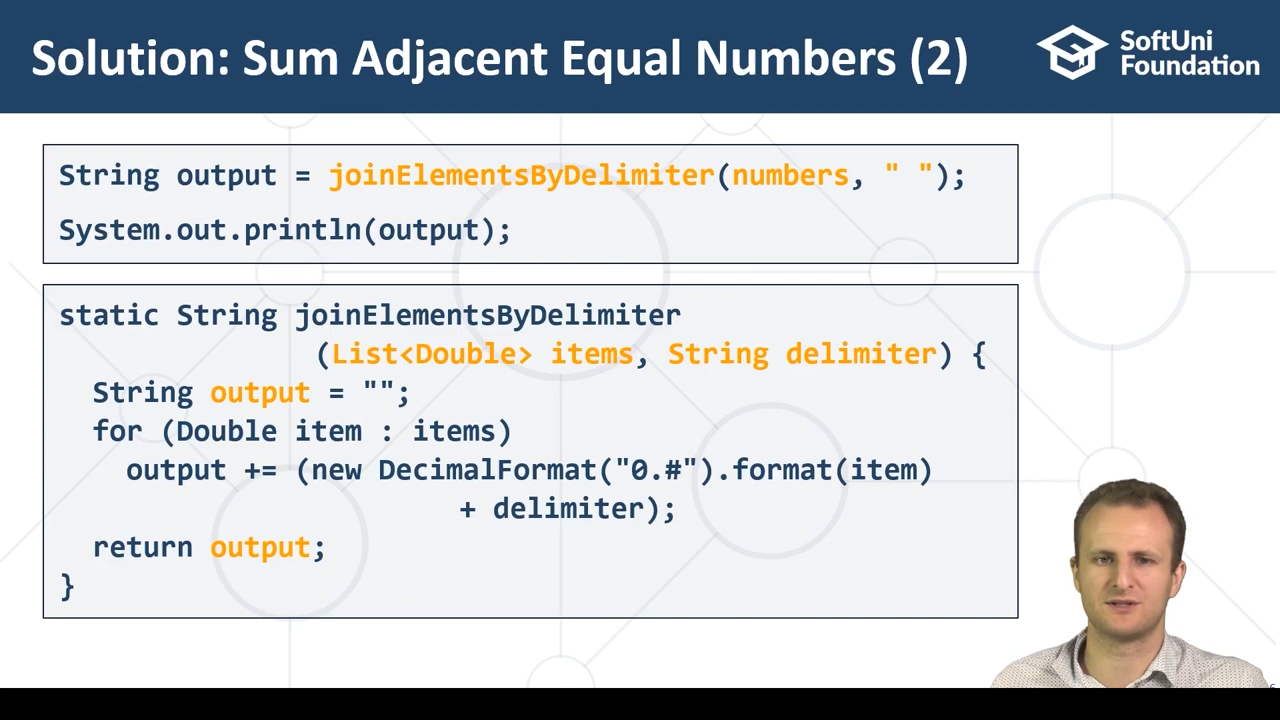 Solution: Sum Adjacent Equal Numbers (2)
SoftUni
Foundation
String output = joinElementsByDelimiter(numbers, " ");
System.out.println(output);
static String joinElementsByDelimiter
(List<Double> items, String delimiter) {
String output = "";
for (Double item : items)
output += (new DecimalFormat("0.#").format(item)
+ delimiter);
return output;
}